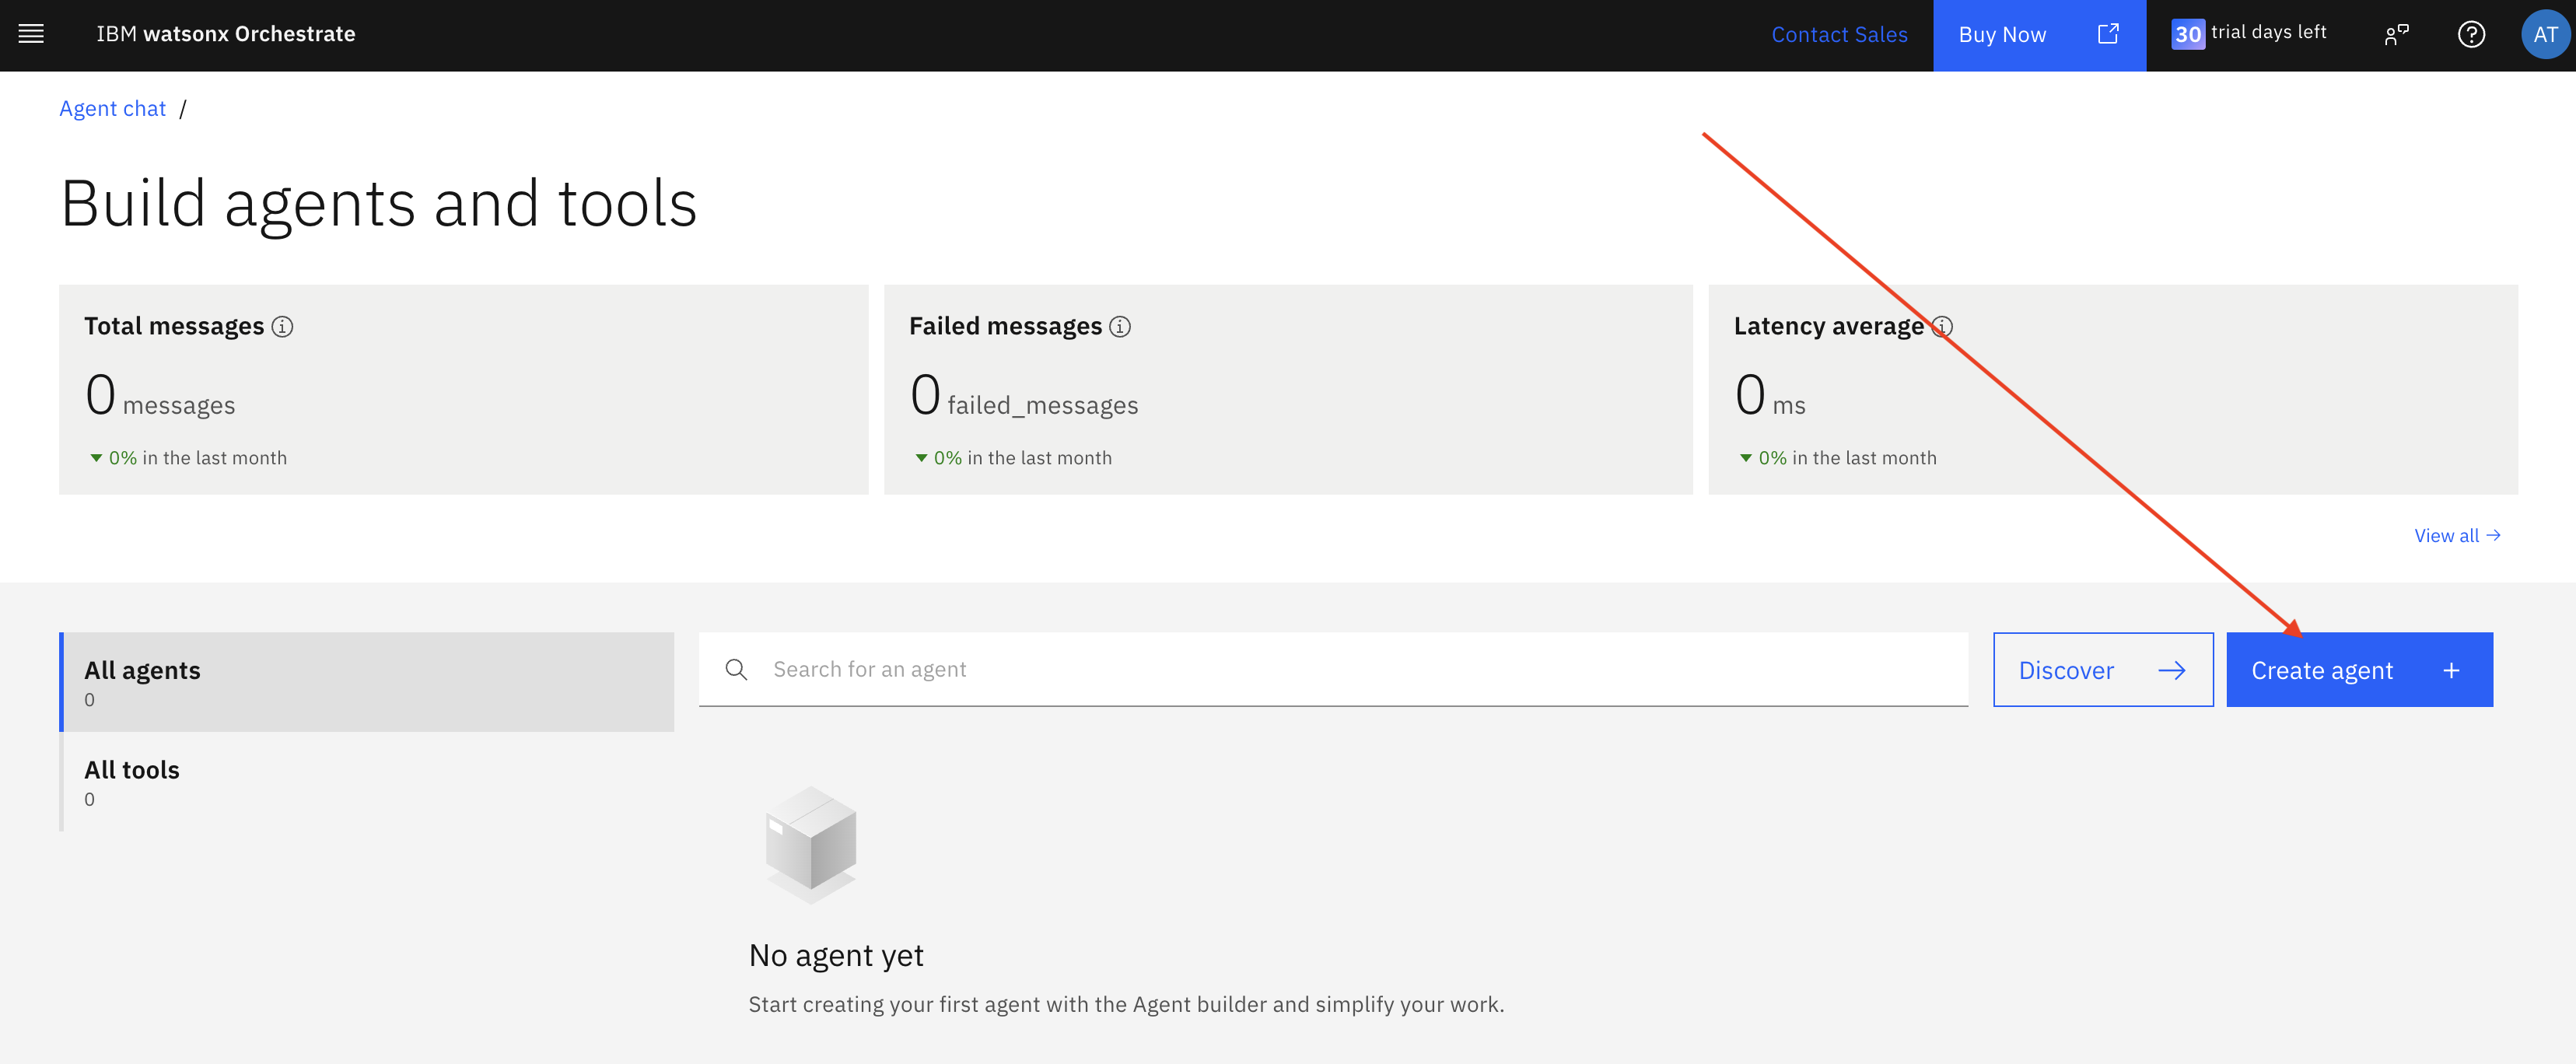 IBM watsonx Orchestrate
Contact Sales
Buy Now
30 trial days left
AT
Agent chat /
Build agents and tools
Total messages
0 messages
0% in the last month
Failed messages
0 failed_messages
0% in the last month
Latency average
0 ms
0% in the last month
View all
All agents
0
All tools
0
Search for an agent
Discover
Create agent +
No agent yet
Start creating your first agent with the Agent builder and simplify your work.